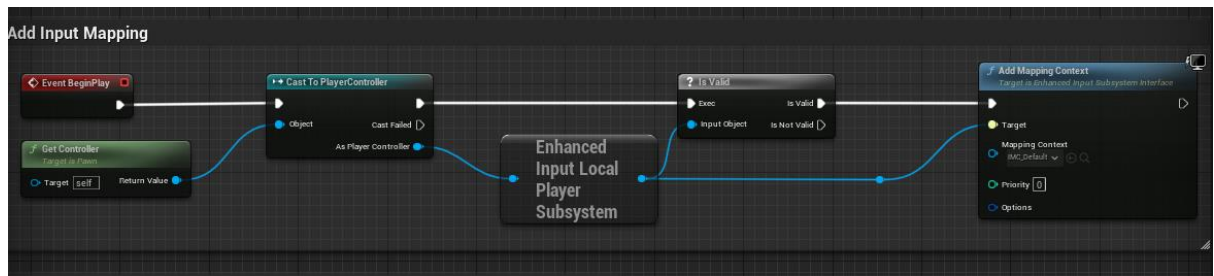 Add Input Mapping
Event BeginPlay
Cast To PlayerController
Object
Cast Failed
As Player Controller
Get Controller
Target is Pawn
Target self
Return Value
Enhanced
Input Local
Player
Subsystem
? Is Valid
Exec
Is Valid
Input Object
Is Not Valid
f Add Mapping Context
Target is Enhanced Input Subsystem Interface
Target
Mapping Context
IMC_Default
Priority 0
Options